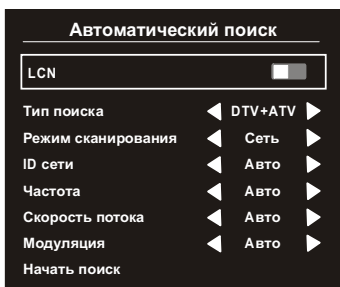 Автоматический поиск
LCN
Тип поиска DTV+ATV
Режим сканирования Сеть
ID сети Авто
Частота Авто
Скорость потока Авто
Модуляция Авто
Начать поиск